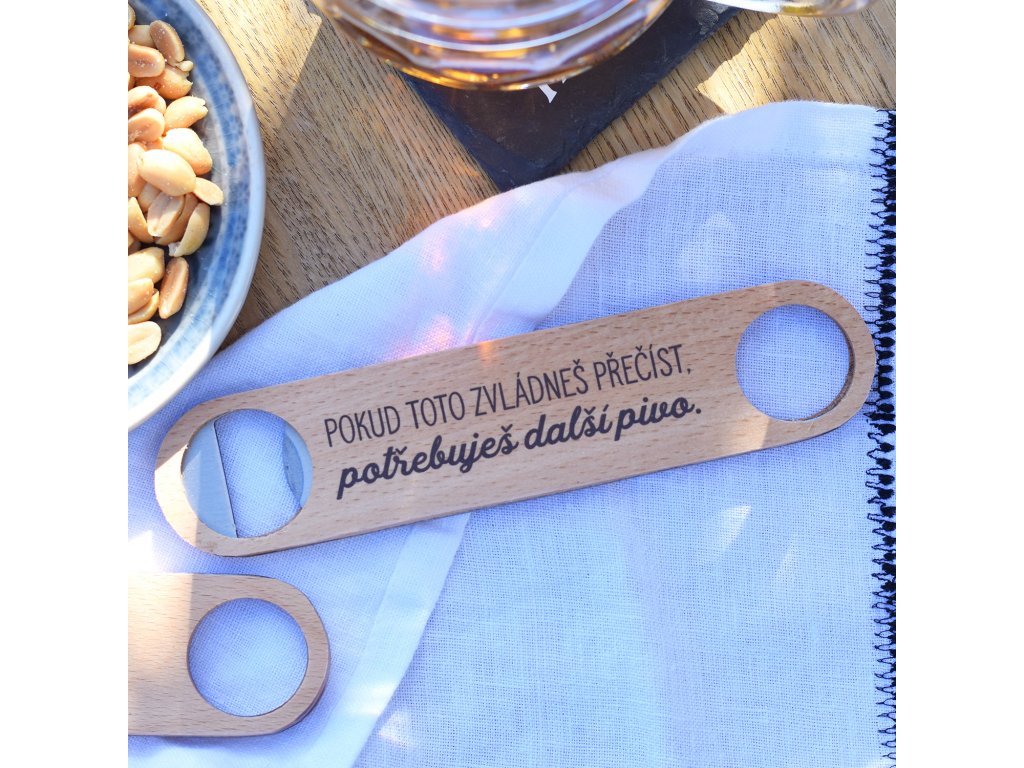 POKUD TOTO ZVLÁDNEŠ PŘEČÍST,
potřebuješ další pivo.